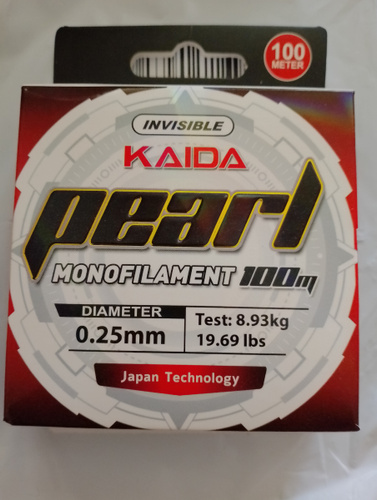 100
METER
INVISIBLE
KAIDA
pearl
MONOFILAMENT 100m
DIAMETER
0.25mm
Test: 8.93kg
19.69 lbs
Japan Technology